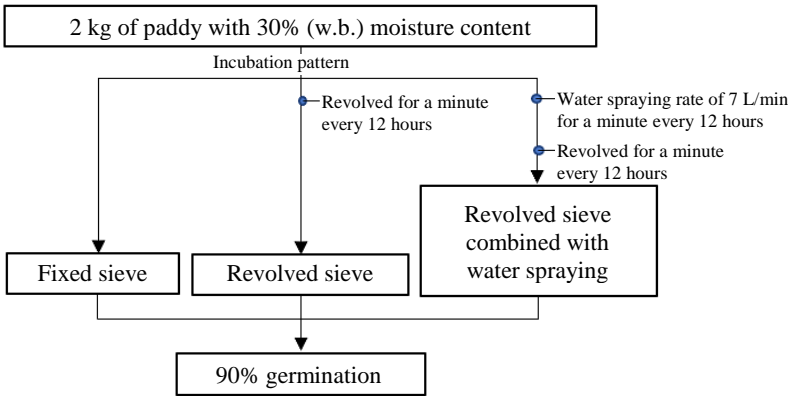 2 kg of paddy with 30% (w.b.) moisture content
Incubation pattern
Revolved for a minute
every 12 hours
Water spraying rate of 7 L/min
for a minute every 12 hours
Revolved for a minute
every 12 hours
Fixed sieve
Revolved sieve
Revolved sieve
combined with
water spraying
90% germination